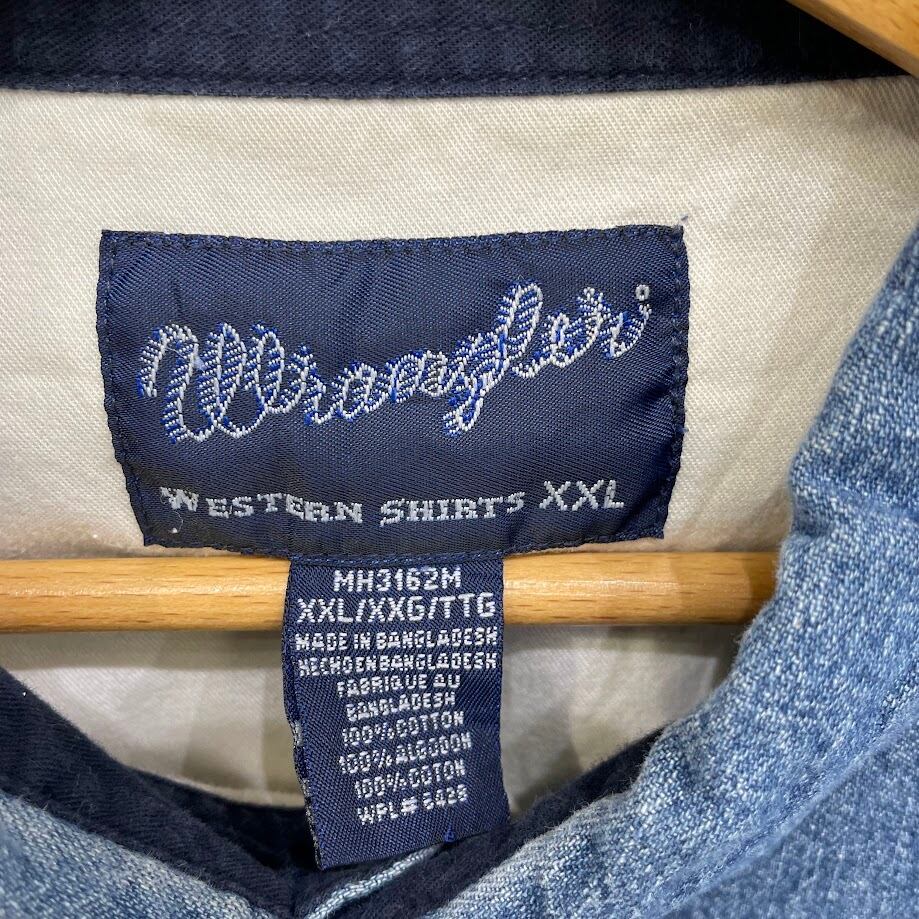 Wrangler®
WESTERN SHIRTS XXL
MH3162M
XXL/XXG/TTG
MADE IN BANGLADESH
HECHO EN BANGLADESH
FABRIQUE AU
BANGLADESH
100% COTTON
100% ALGODON
100% COTON
WPL# 6428